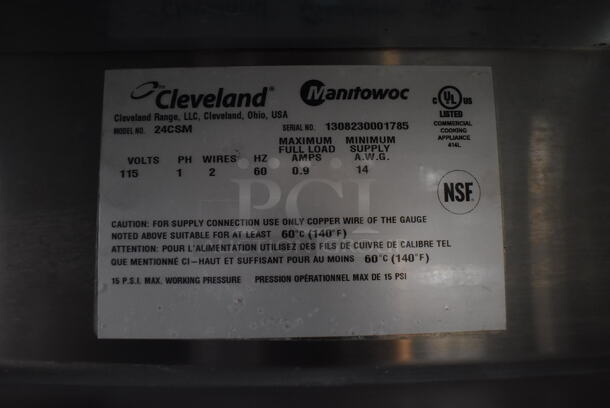 the Cleveland®
Manitowoc
Cleveland Range, LLC, Cleveland, Ohio, USA
MODEL NO. 24CSM SERIAL NO. 1308230001785
C UL US
LISTED
COMMERCIAL
COOKING
APPLIANCE
414L
VOLTS PH WIRES HZ MAXIMUM FULL LOAD AMPS MINIMUM SUPPLY A.W.G.
115 1 2 60 0.9 14
NSF
PCI
CAUTION: FOR SUPPLY CONNECTION USE ONLY COPPER WIRE OF THE GAUGE
NOTED ABOVE SUITABLE FOR AT LEAST 60°C (140°F)
ATTENTION: POUR L'ALIMENTATION UTILISEZ DES FILS DE CUIVRE DE CALIBRE TEL
QUE MENTIONNÉ CI-HAUT ET SUFFISANT POUR AU MOINS 60°C (140°F)
15 P.S.I. MAX. WORKING PRESSURE PRESSION OPÉRATIONNEL MAX DE 15 PSI